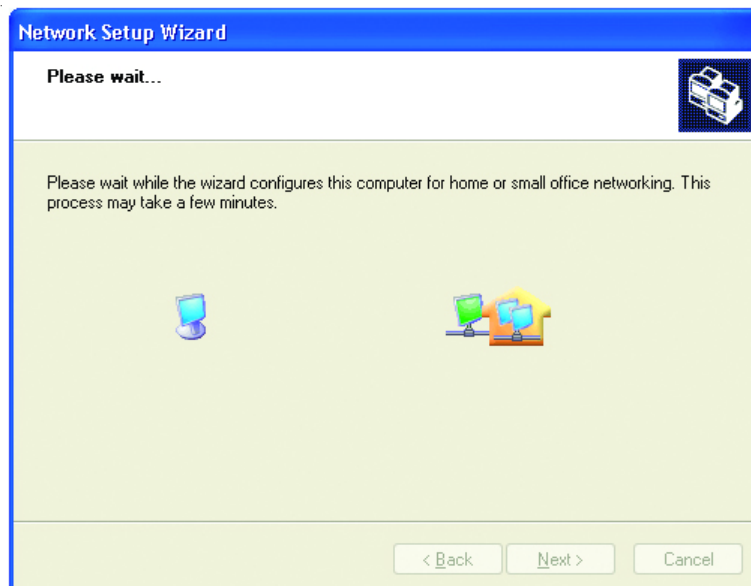 Network Setup Wizard
Please wait...
Please wait while the wizard configures this computer for home or small office networking. This
process may take a few minutes.
< Back Next > Cancel